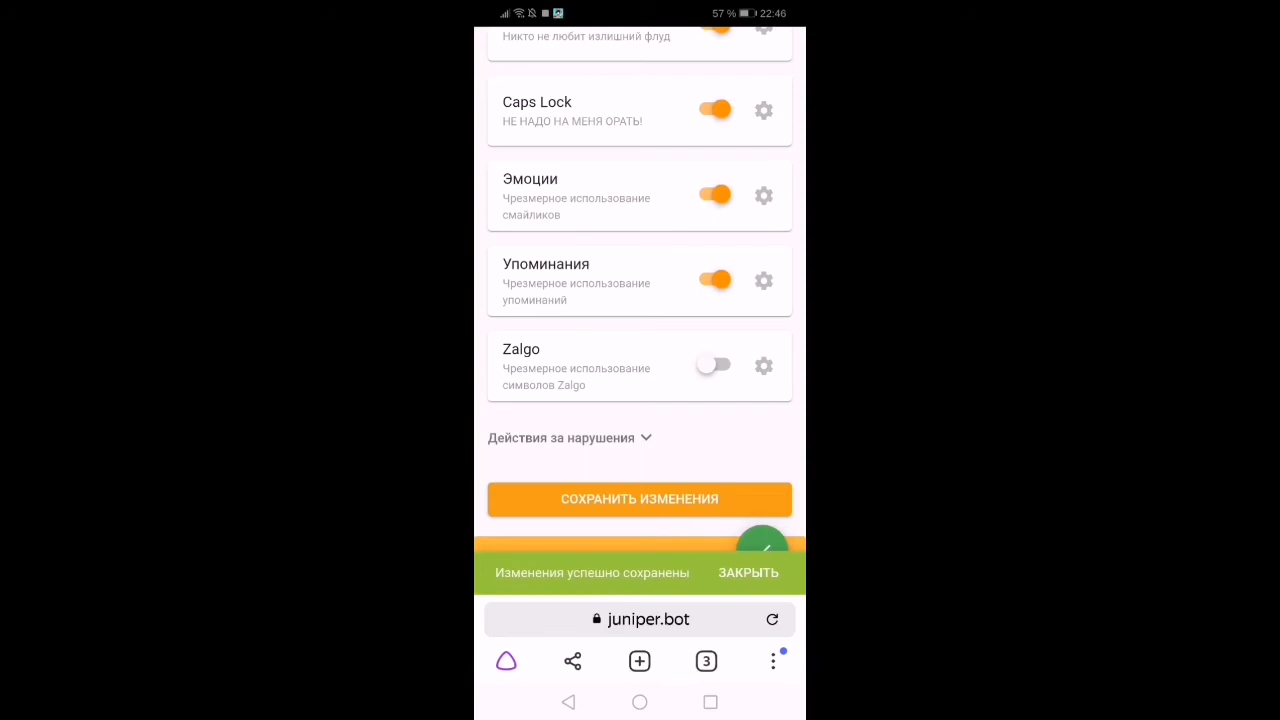 57 % 22:46
Никто не любит излишний флуд
Caps Lock
НЕ НАДО НА МЕНЯ ОРАТЬ!
Эмоции
Чрезмерное использование
смайликов
Упоминания
Чрезмерное использование
упоминаний
Zalgo
Чрезмерное использование
символов Zalgo
Действия за нарушения
СОХРАНИТЬ ИЗМЕНЕНИЯ
Изменения успешно сохранены ЗАКРЫТЬ
juniper.bot
3